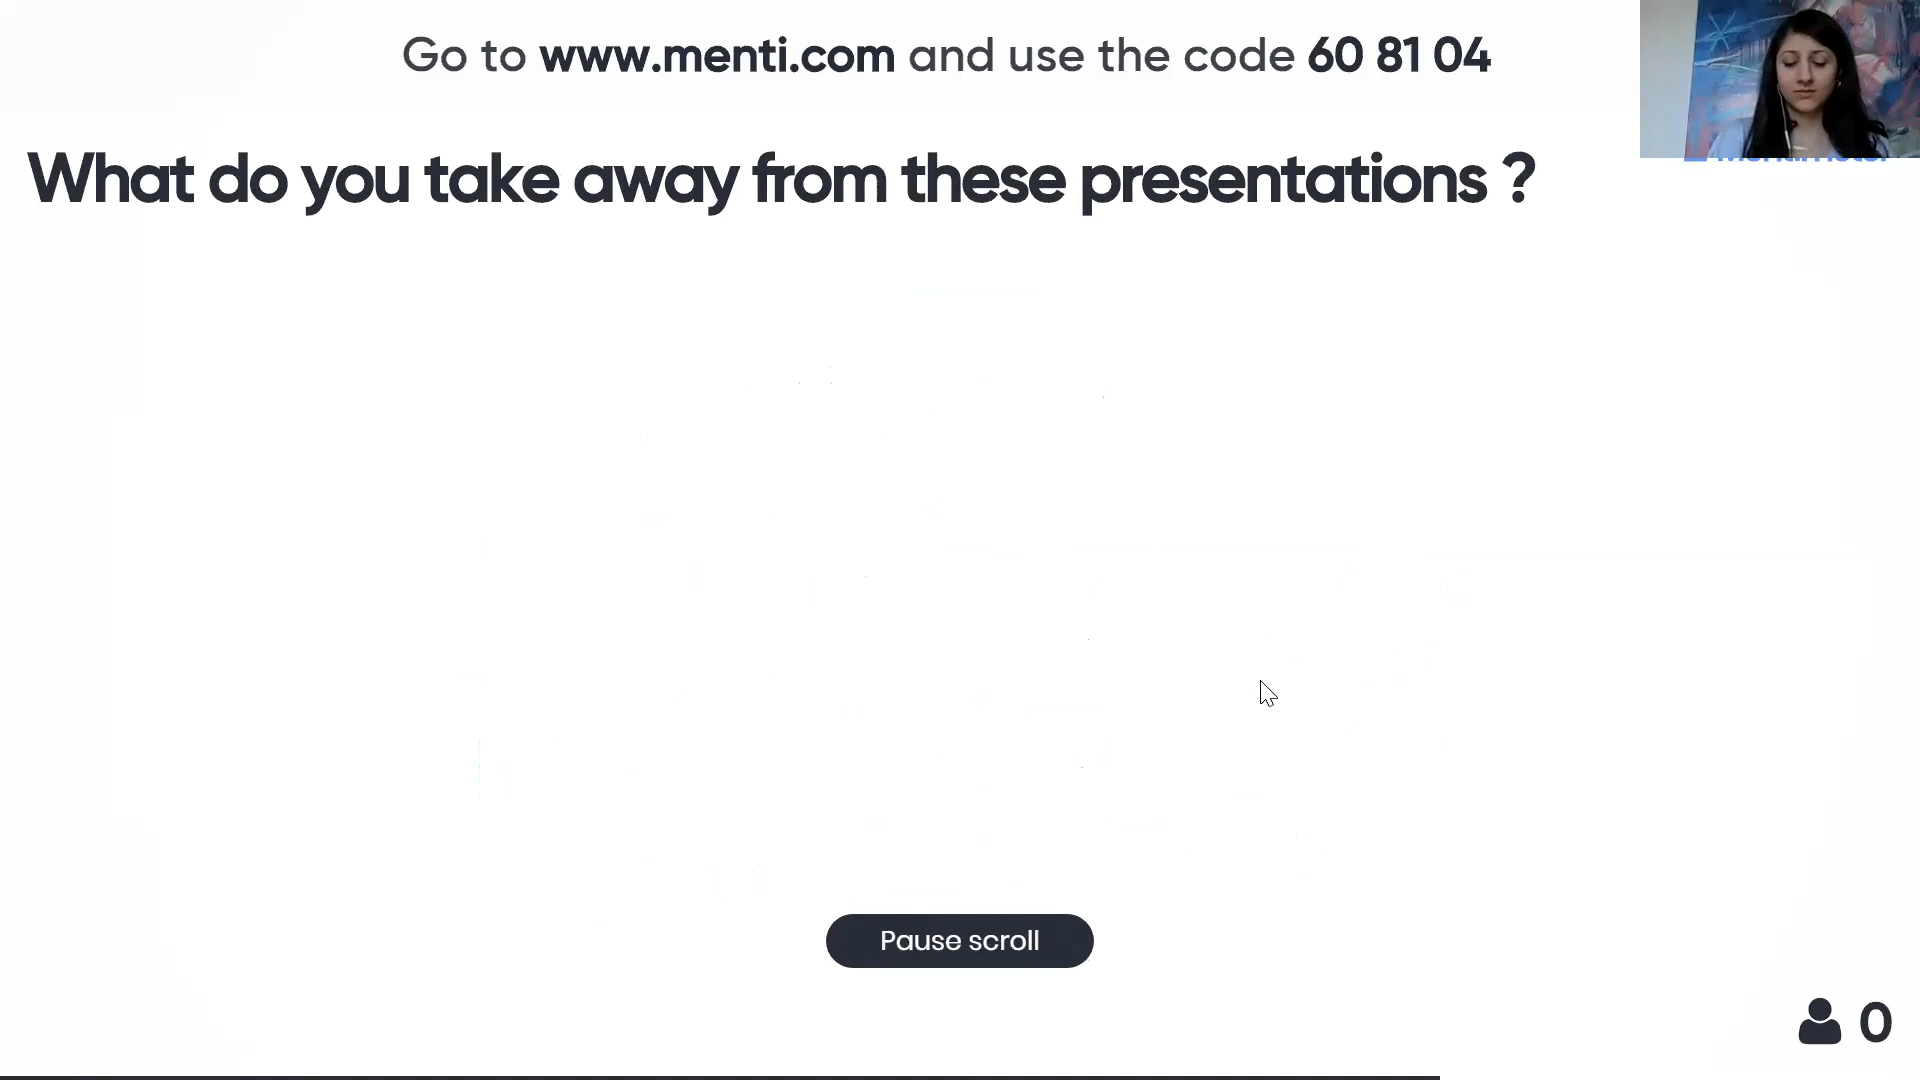 Go to www.menti.com and use the code 60 81 04
What do you take away from these presentations ?
Pause scroll
0